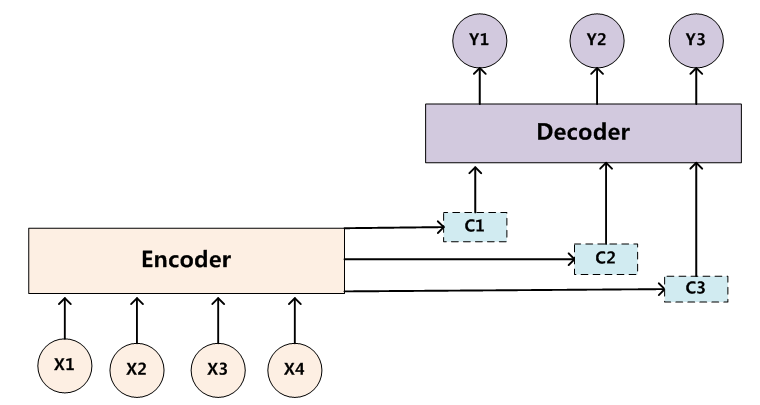 Y1 Y2 Y3
Decoder
C1
C2
C3
Encoder
X1 X2 X3 X4